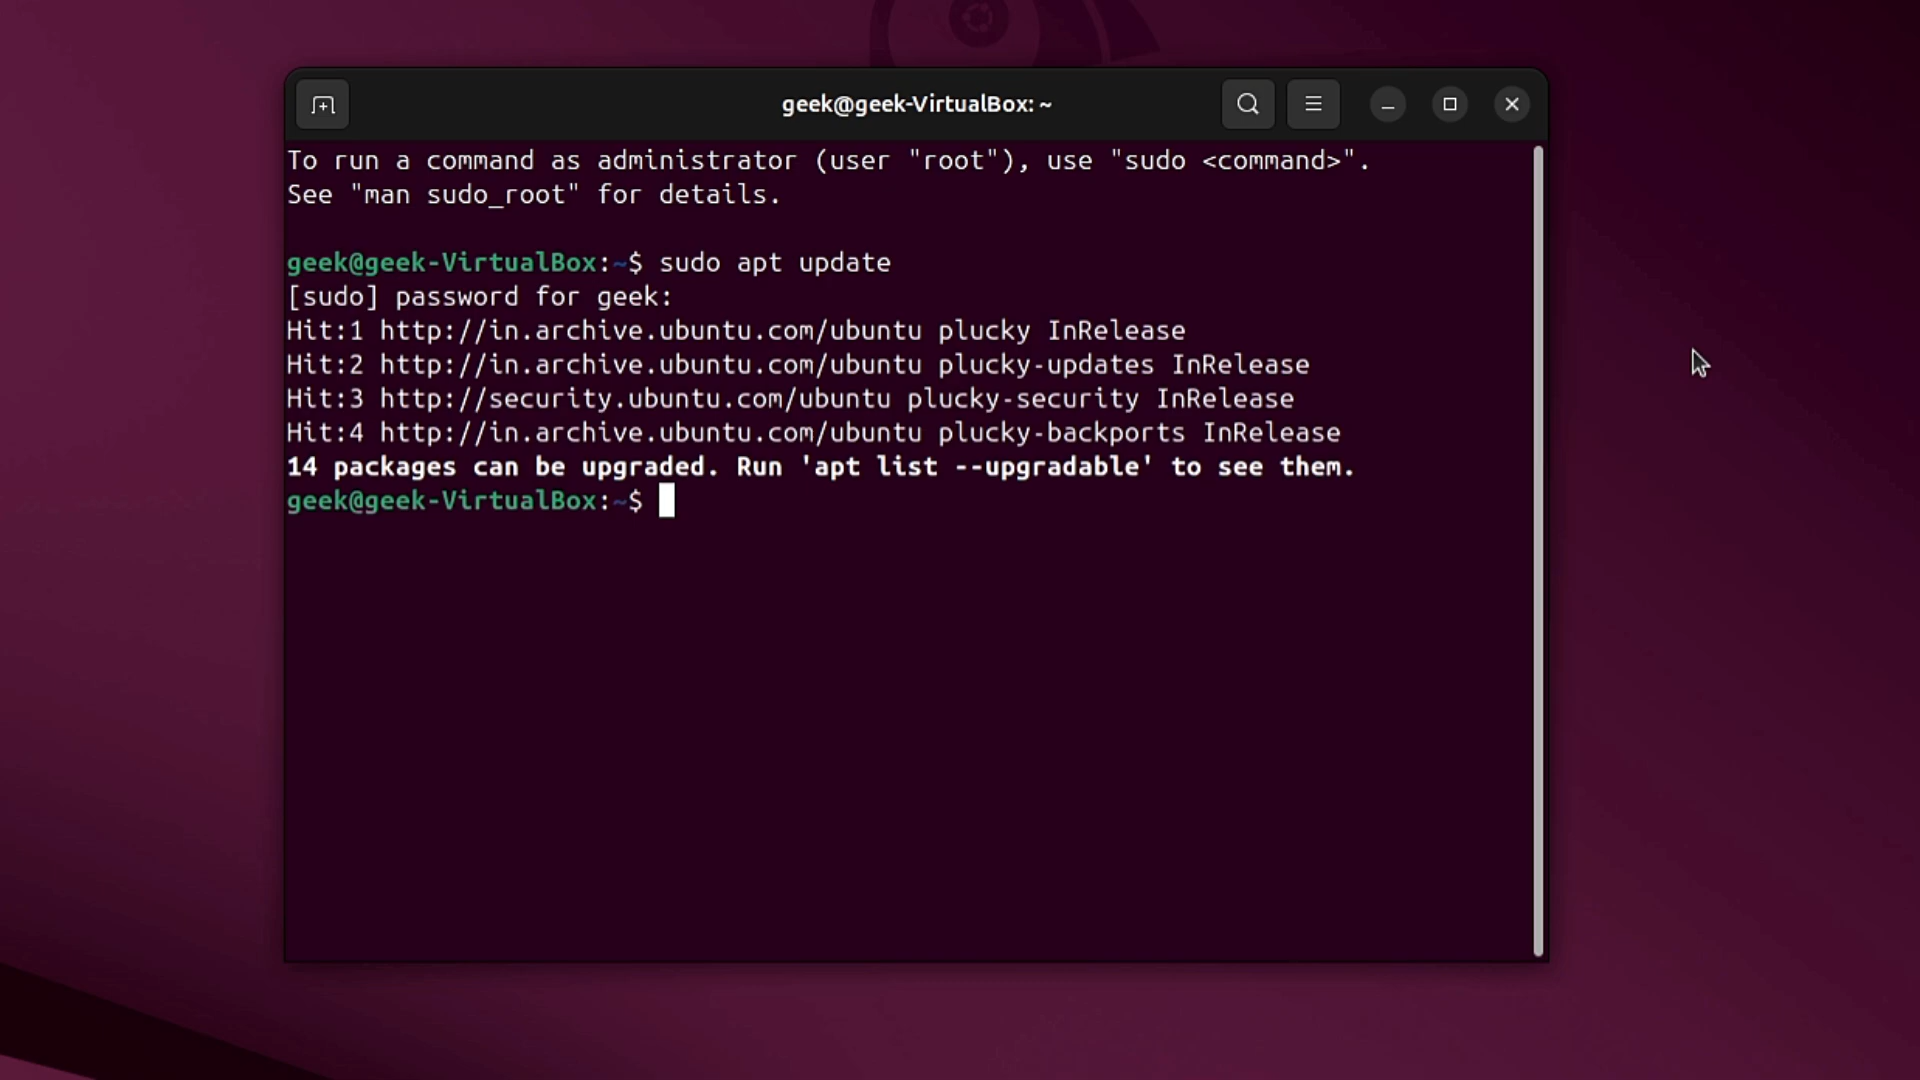 geek@geek-VirtualBox: ~
To run a command as administrator (user "root"), use "sudo <command>".
See "man sudo_root" for details.
geek@geek-VirtualBox:~$ sudo apt update
[sudo] password for geek:
Hit:1 http://in.archive.ubuntu.com/ubuntu plucky InRelease
Hit:2 http://in.archive.ubuntu.com/ubuntu plucky-updates InRelease
Hit:3 http://security.ubuntu.com/ubuntu plucky-security InRelease
Hit:4 http://in.archive.ubuntu.com/ubuntu plucky-backports InRelease
14 packages can be upgraded. Run 'apt list --upgradable' to see them.
geek@geek-VirtualBox:~$